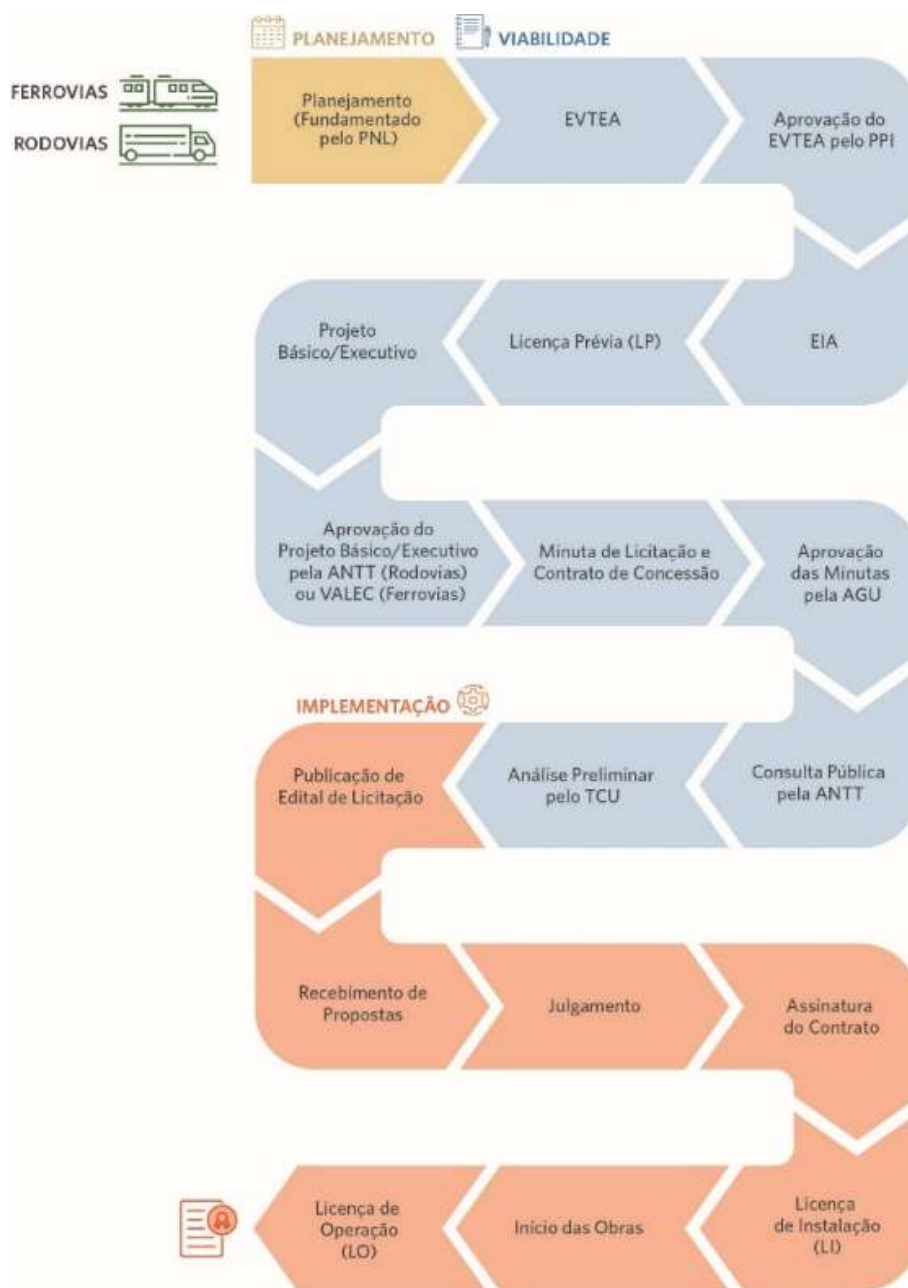 PLANEJAMENTO
VIABILIDADE
FERROVIAS
RODOVIAS
Planejamento
(Fundamentado
pelo PNL)
EVTEA
Aprovação do
EVTEA pelo PPI
EIA
Licença Prévia (LP)
Projeto
Básico/Executivo
Aprovação do
Projeto Básico/Executivo
pela ANTT (Rodovias)
ou VALEC (Ferrovias)
Minuta de Licitação e
Contrato de Concessão
Aprovação
das Minutas
pela AGU
Consulta Pública
pela ANTT
Análise Preliminar
pelo TCU
IMPLEMENTAÇÃO
Publicação de
Edital de Licitação
Recebimento de
Propostas
Julgamento
Assinatura
do Contrato
Licença
de Instalação
(LI)
Início das Obras
Licença de
Operação
(LO)